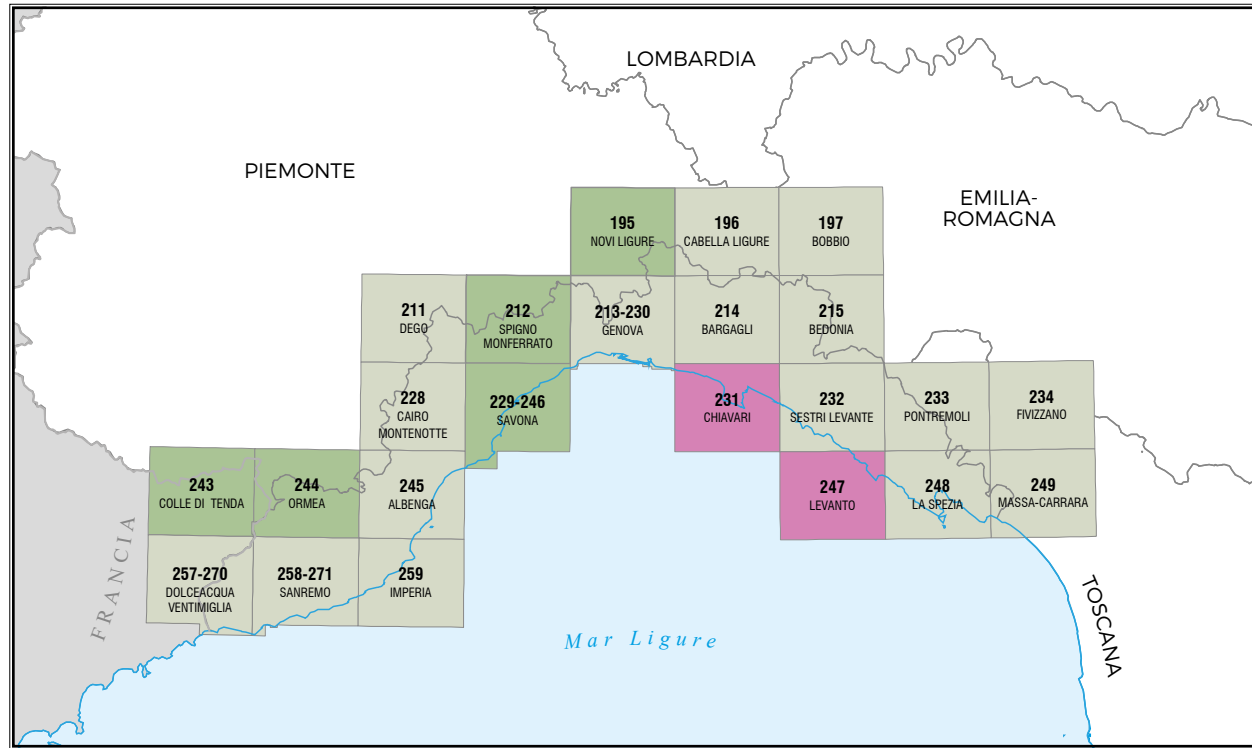 LOMBARDIA
PIEMONTE
EMILIA-
ROMAGNA
195
NOVI LIGURE
196
CABELLA LIGURE
197
BOBBIO
211
DEGO
212
SPIGNO
MONFERRATO
213-230
GENOVA
214
BARGAGLI
215
BEDONIA
228
CAIRO
MONTENOTTE
229-246
SAVONA
231
CHIAVARI
232
SESTRI LEVANTE
233
PONTREMOLI
234
FIVIZZANO
243
COLLE DI TENDA
244
ORMEA
245
ALBENGA
247
LEVANTO
248
LA SPEZIA
249
MASSA-CARRARA
257-270
DOLCEACQUA
VENTIMIGLIA
258-271
SANREMO
259
IMPERIA
FRANCIA
Mar Ligure
TOSCANA